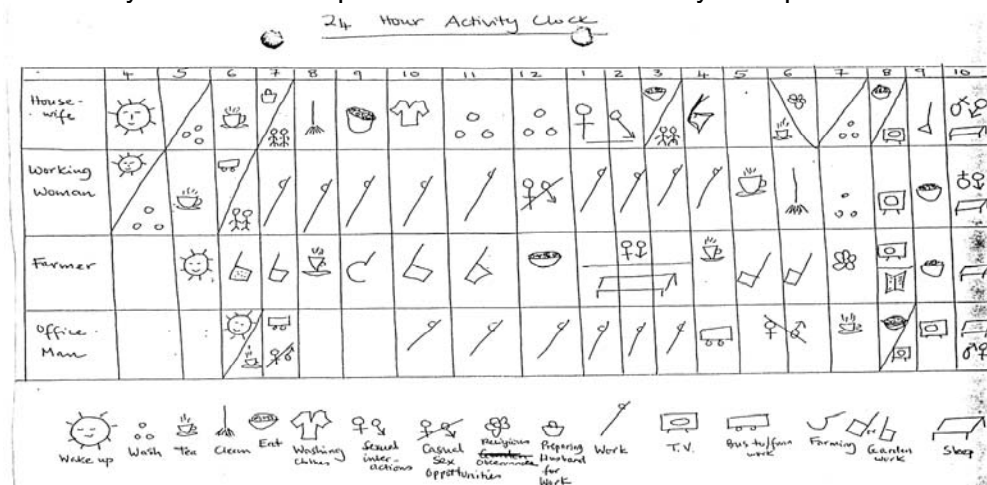 24 Hour Activity Clock
4 5 6 7 8 9 10 11 12 1 2 3 4 5 6 7 8 9 10
House-
wife
Working
Woman
Farmer
Office
Man
Wake up
Wash
Tea
Clean
Eat
Washing
clothes
Sexual
inter-
actions
Casual
Sex
Opportunities
Religious
Observance
Preparing
Husband
for
Work
Work
T.V.
Bus to/from
work
Farming
Garden
work
Sleep